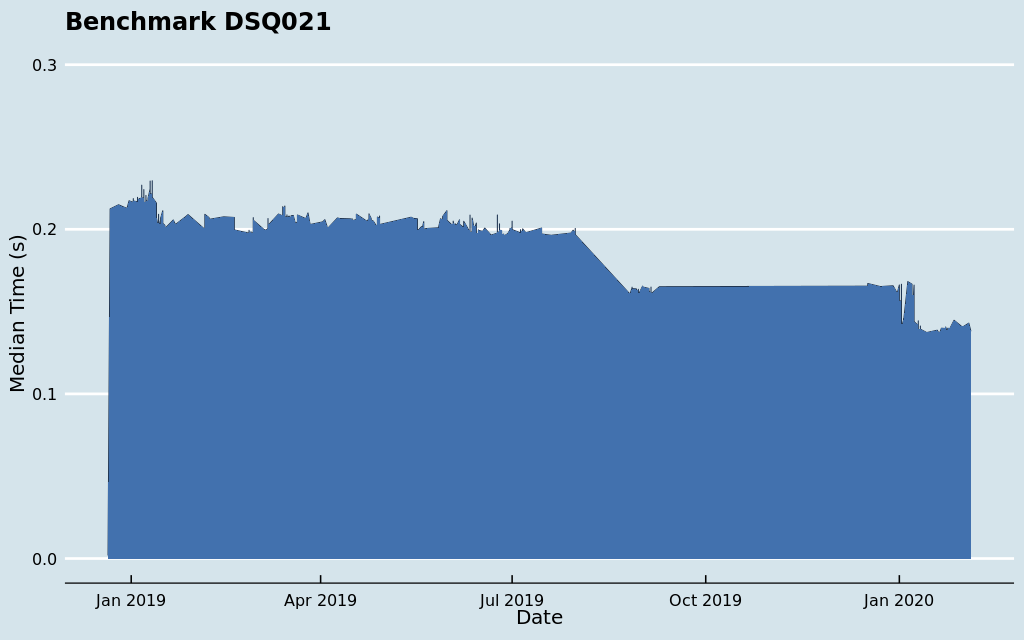 Benchmark DSQ021
0.3
0.2
0.1
0.0
Median Time (s)
Jan 2019
Apr 2019
Jul 2019
Oct 2019
Jan 2020
Date